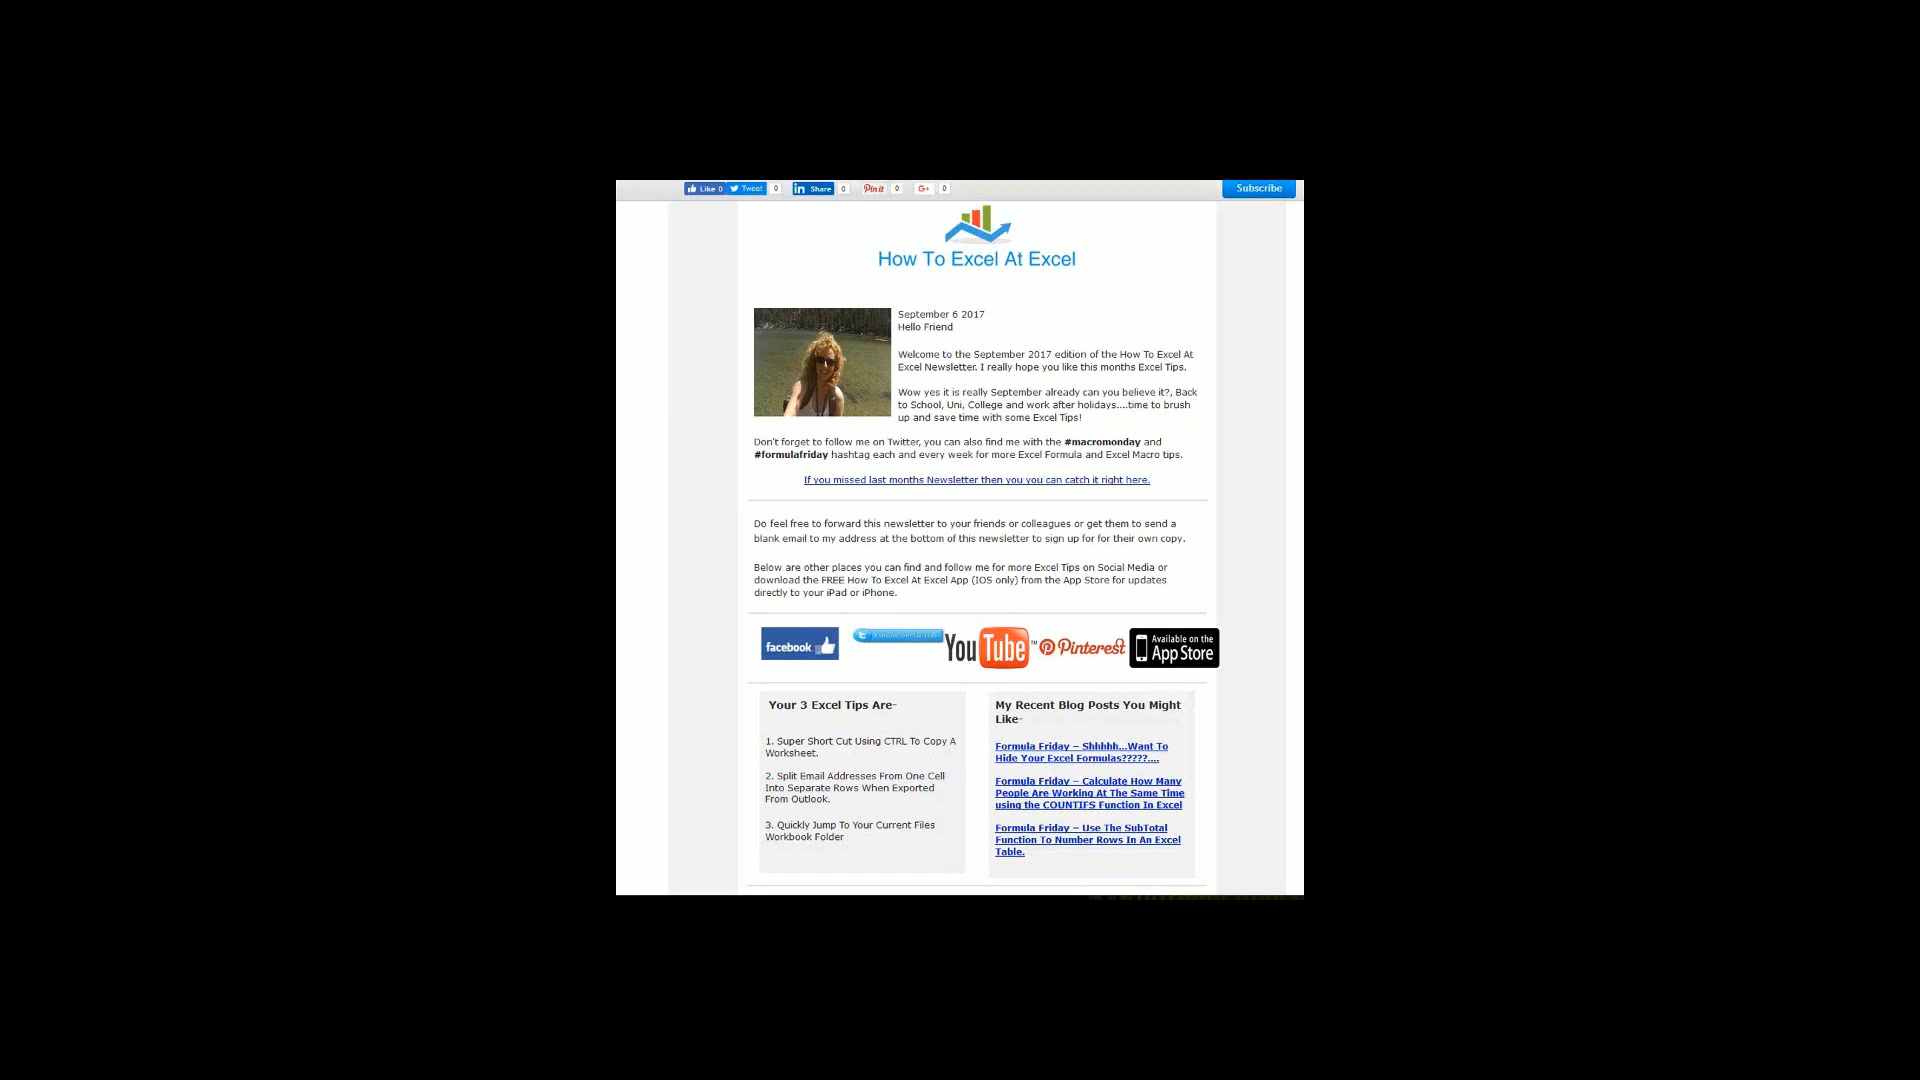 Like 0 Tweet 0 in Share 0 Pin it 0 G+ 0 Subscribe
How To Excel At Excel
September 6 2017
Hello Friend
Welcome to the September 2017 edition of the How To Excel At
Excel Newsletter. I really hope you like this months Excel Tips.
Wow yes it is really September already can you believe it?, Back
to School, Uni, College and work after holidays....time to brush
up and save time with some Excel Tips!
Don't forget to follow me on Twitter, you can also find me with the #macromonday and
#formulafriday hashtag each and every week for more Excel Formula and Excel Macro tips.
If you missed last months Newsletter then you you can catch it right here.
Do feel free to forward this newsletter to your friends or colleagues or get them to send a
blank email to my address at the bottom of this newsletter to sign up for for their own copy.
Below are other places you can find and follow me for more Excel Tips on Social Media or
download the FREE How To Excel At Excel App (IOS only) from the App Store for updates
directly to your iPad or iPhone.
facebook
YouTube™
Pinterest
Available on the
App Store
Your 3 Excel Tips Are-
1. Super Short Cut Using CTRL To Copy A
Worksheet.
2. Split Email Addresses From One Cell
Into Separate Rows When Exported
From Outlook.
3. Quickly Jump To Your Current Files
Workbook Folder
My Recent Blog Posts You Might
Like-
Formula Friday – Shhhhh...Want To
Hide Your Excel Formulas?????....
Formula Friday – Calculate How Many
People Are Working At The Same Time
using the COUNTIFS Function In Excel
Formula Friday – Use The SubTotal
Function To Number Rows In An Excel
Table.